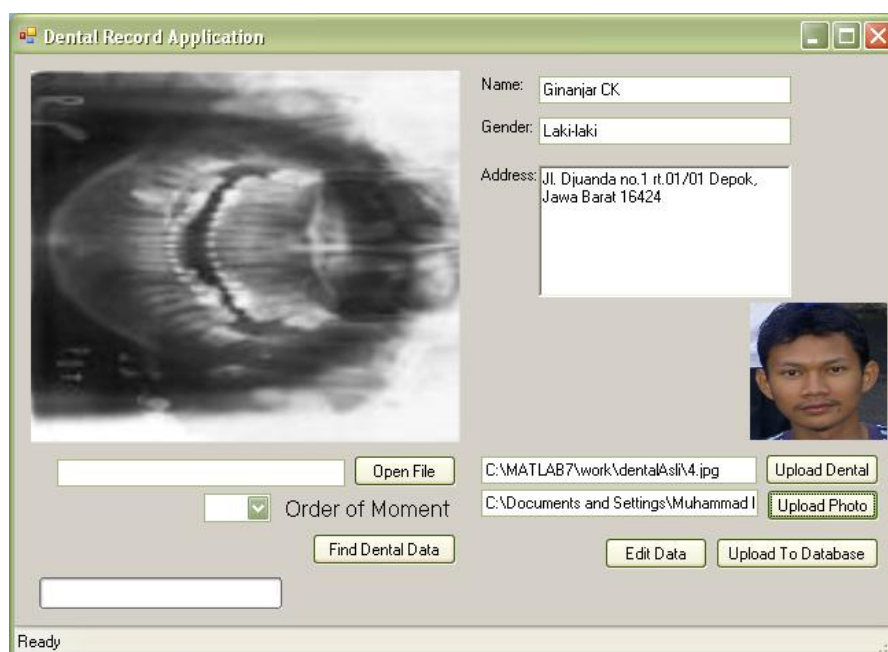 Dental Record Application
Name:
Ginanjar CK
Gender:
Laki-laki
Address:
Jl. Djuanda no.1 rt.01/01 Depok,
Jawa Barat 16424
Open File
C:\MATLAB7\work\dentalAsli\4.jpg
Upload Dental
Order of Moment
C:\Documents and Settings\Muhammad
Upload Photo
Find Dental Data
Edit Data
Upload To Database
Ready